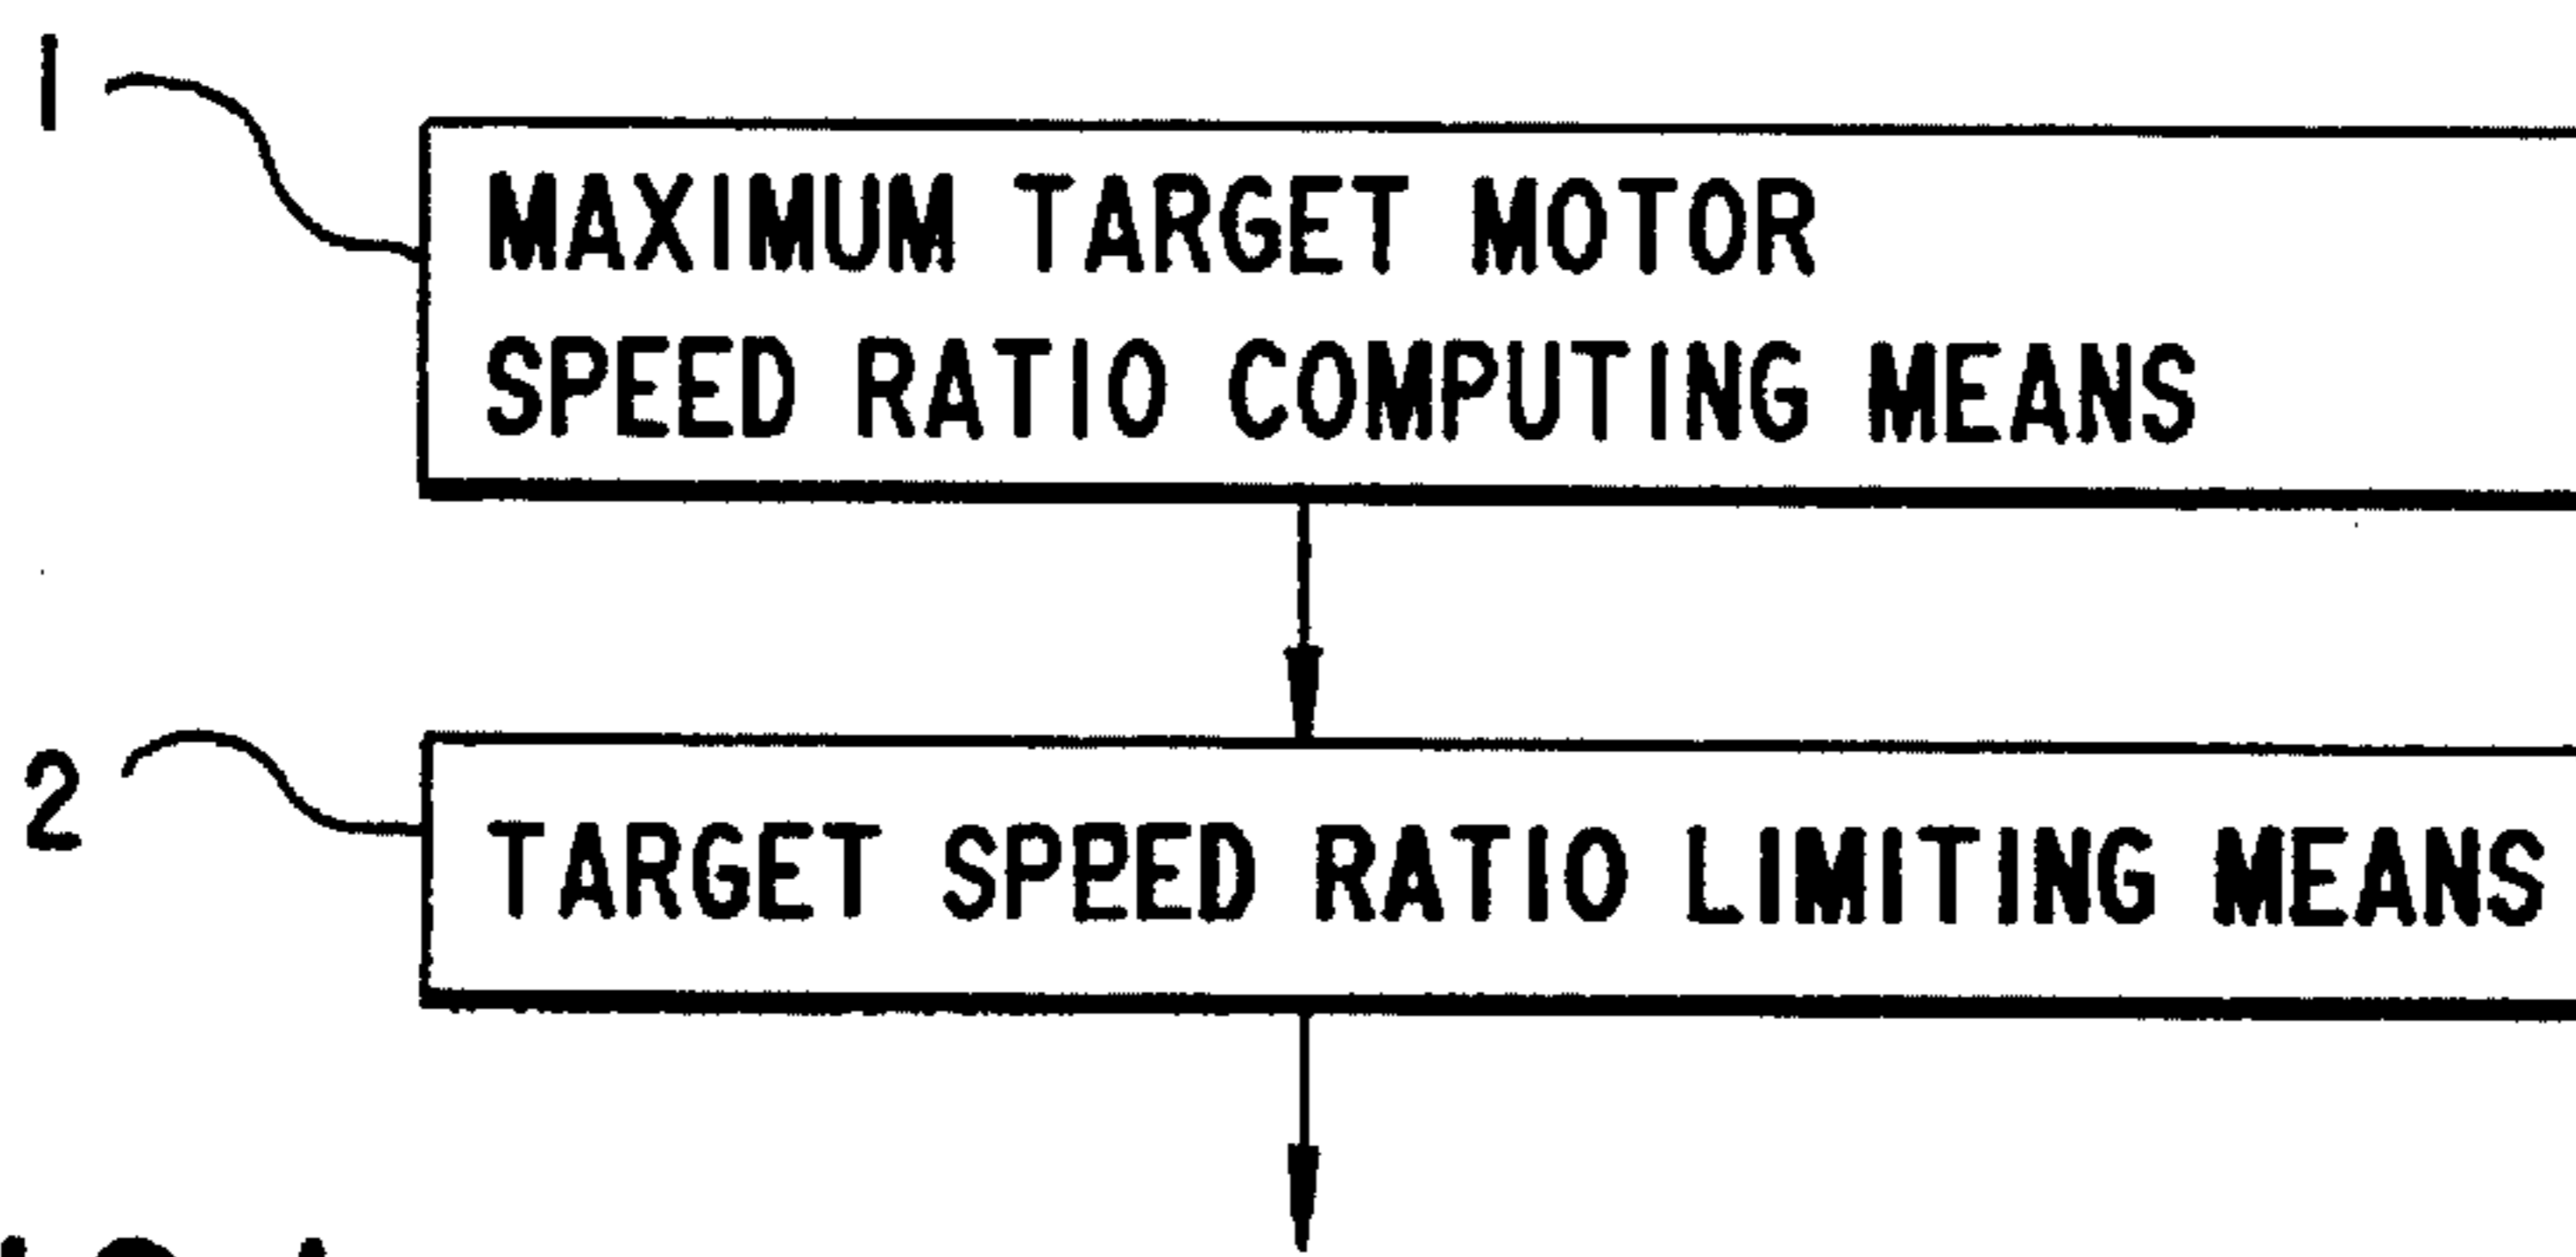 1
MAXIMUM TARGET MOTOR
SPEED RATIO COMPUTING MEANS
2
TARGET SPEED RATIO LIMITING MEANS